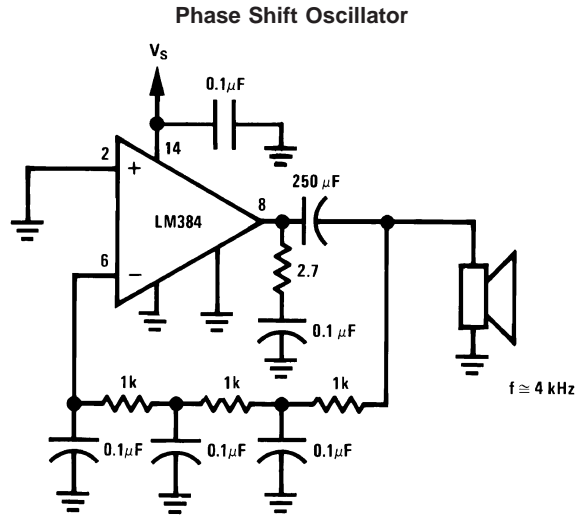 Phase Shift Oscillator
V_S
0.1μF
14
2
+
LM384
8
250 μF
6
−
2.7
0.1 μF
1k
1k
1k
f ≅ 4 kHz
0.1μF
0.1μF
0.1μF